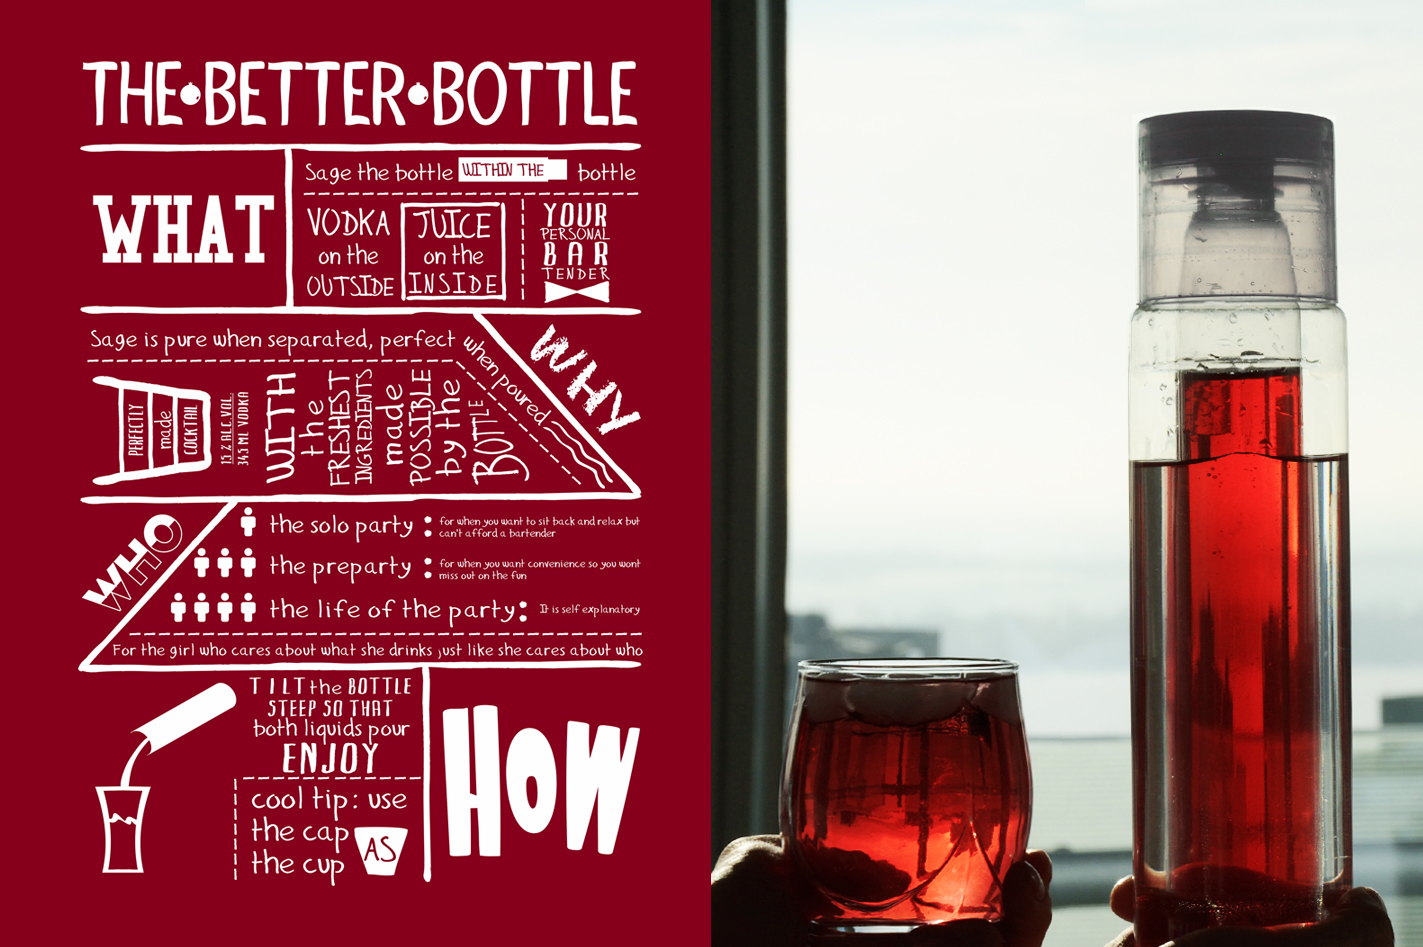 THE BETTER BOTTLE
WHAT
Sage the bottle WITHIN THE bottle
VODKA
on the
OUTSIDE
JUICE
on the
INSIDE
YOUR
PERSONAL
BAR
TENDER
Sage is pure when separated, perfect when poured
WHY
PERFECTLY
made
COCKTAIL
15% ALC. VOL.
345 ML VODKA
WITH
the
FRESHEST
INGREDIENTS
made
POSSIBLE
by the
BOTTLE
WHO
the solo party : for when you want to sit back and relax but
can't afford a bartender
the preparty : for when you want convenience so you wont
miss out on the fun
the life of the party: It is self explanatory
For the girl who cares about what she drinks just like she cares about who
TILT the BOTTLE
STEEP SO THAT
both liquids pour
ENJOY
cool tip: use
the cap AS
the cup
HOW